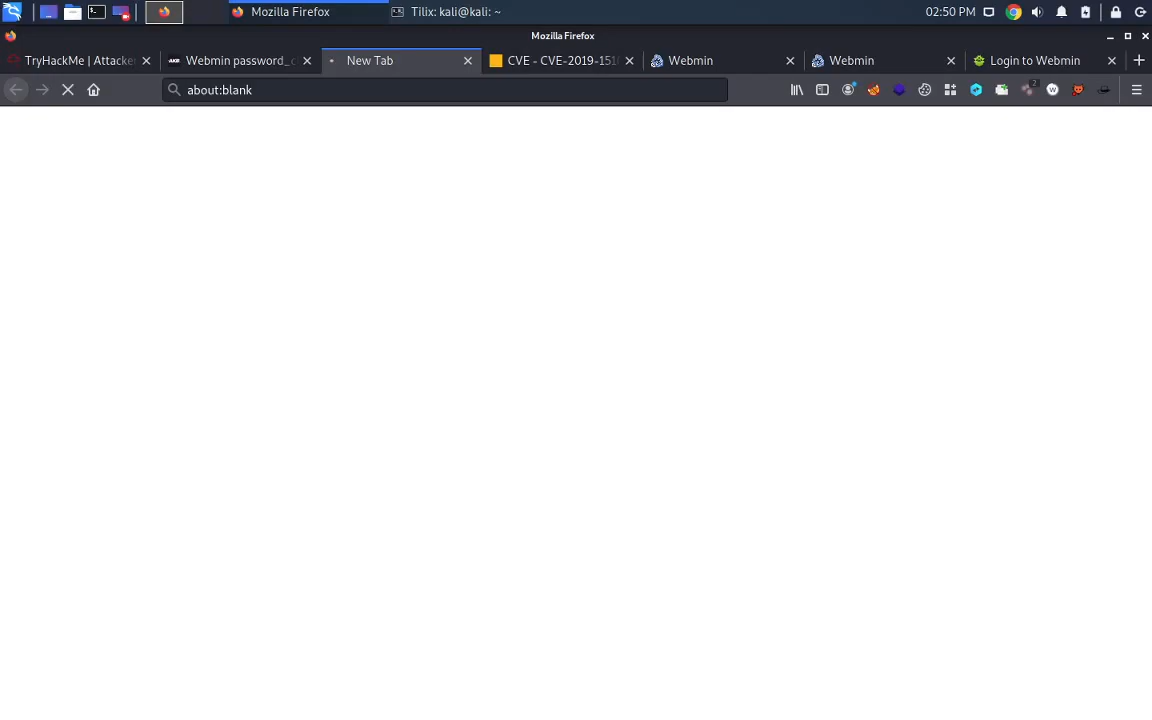 Mozilla Firefox
Tilix: kali@kali: ~
02:50 PM
Mozilla Firefox
TryHackMe | Attacke
Webmin password_c
New Tab
CVE - CVE-2019-151
Webmin
Webmin
Login to Webmin
about:blank
2
W